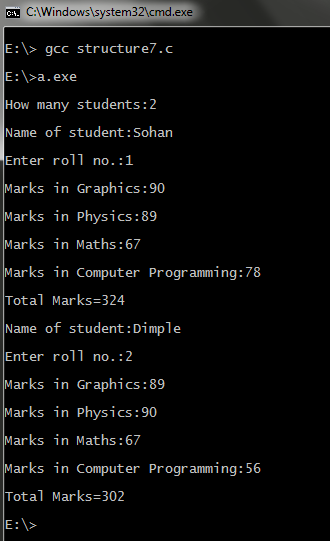 C:\Windows\system32\cmd.exe
E:\> gcc structure7.c
E:\>a.exe
How many students:2
Name of student:Sohan
Enter roll no.:1
Marks in Graphics:90
Marks in Physics:89
Marks in Maths:67
Marks in Computer Programming:78
Total Marks=324
Name of student:Dimple
Enter roll no.:2
Marks in Graphics:89
Marks in Physics:90
Marks in Maths:67
Marks in Computer Programming:56
Total Marks=302
E:\>